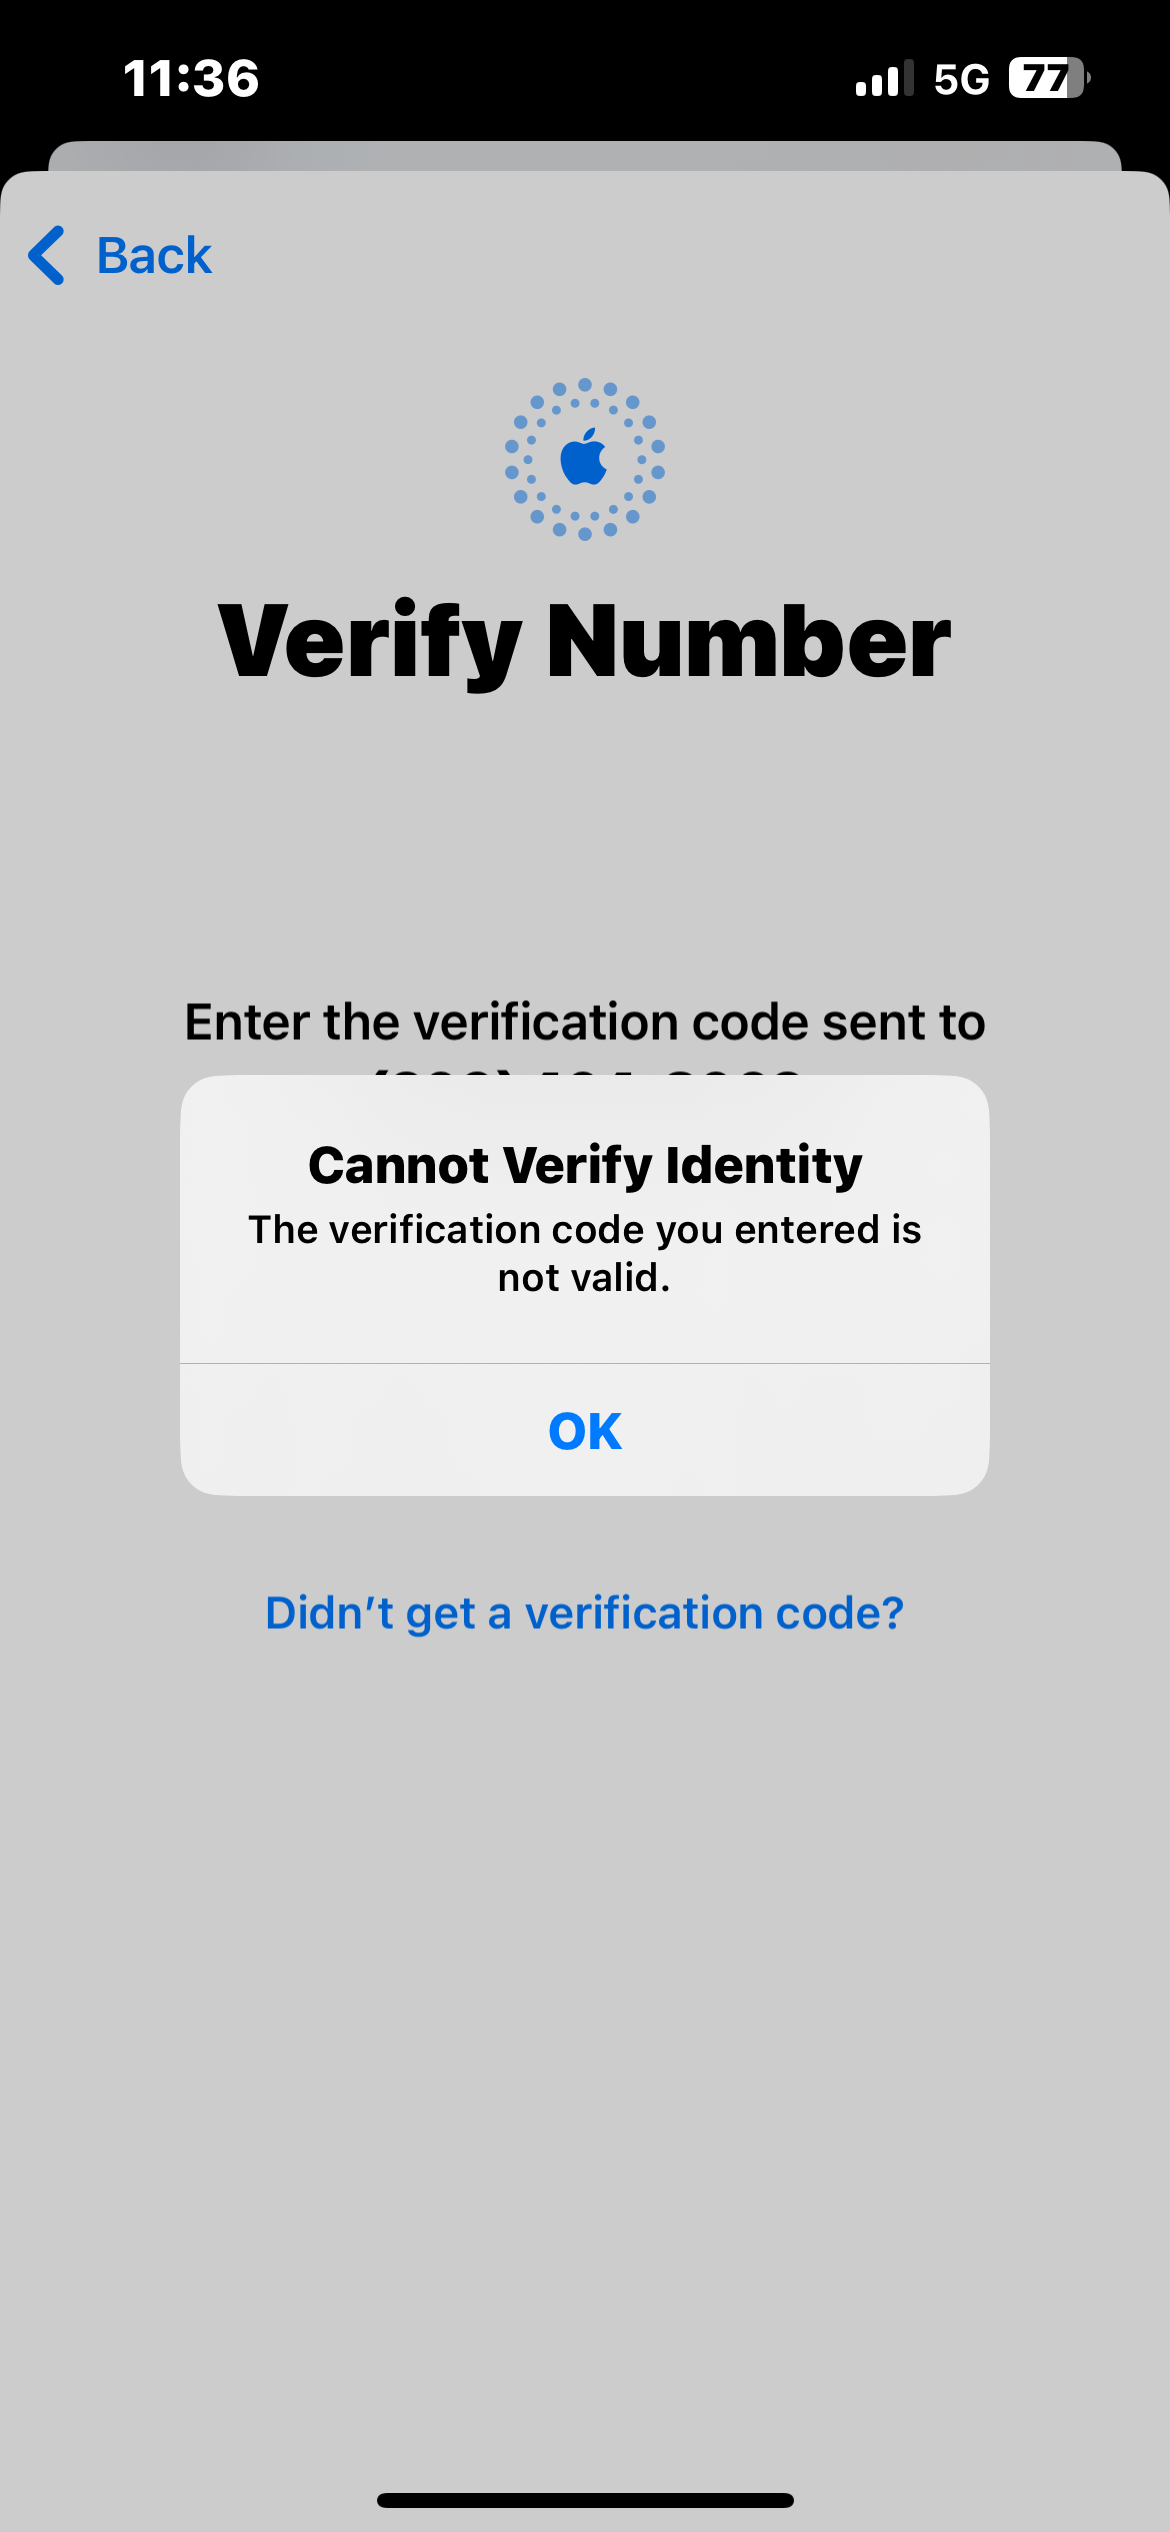 11:36
5G
77
Back
Verify Number
Enter the verification code sent to
Cannot Verify Identity
The verification code you entered is
not valid.
OK
Didn’t get a verification code?